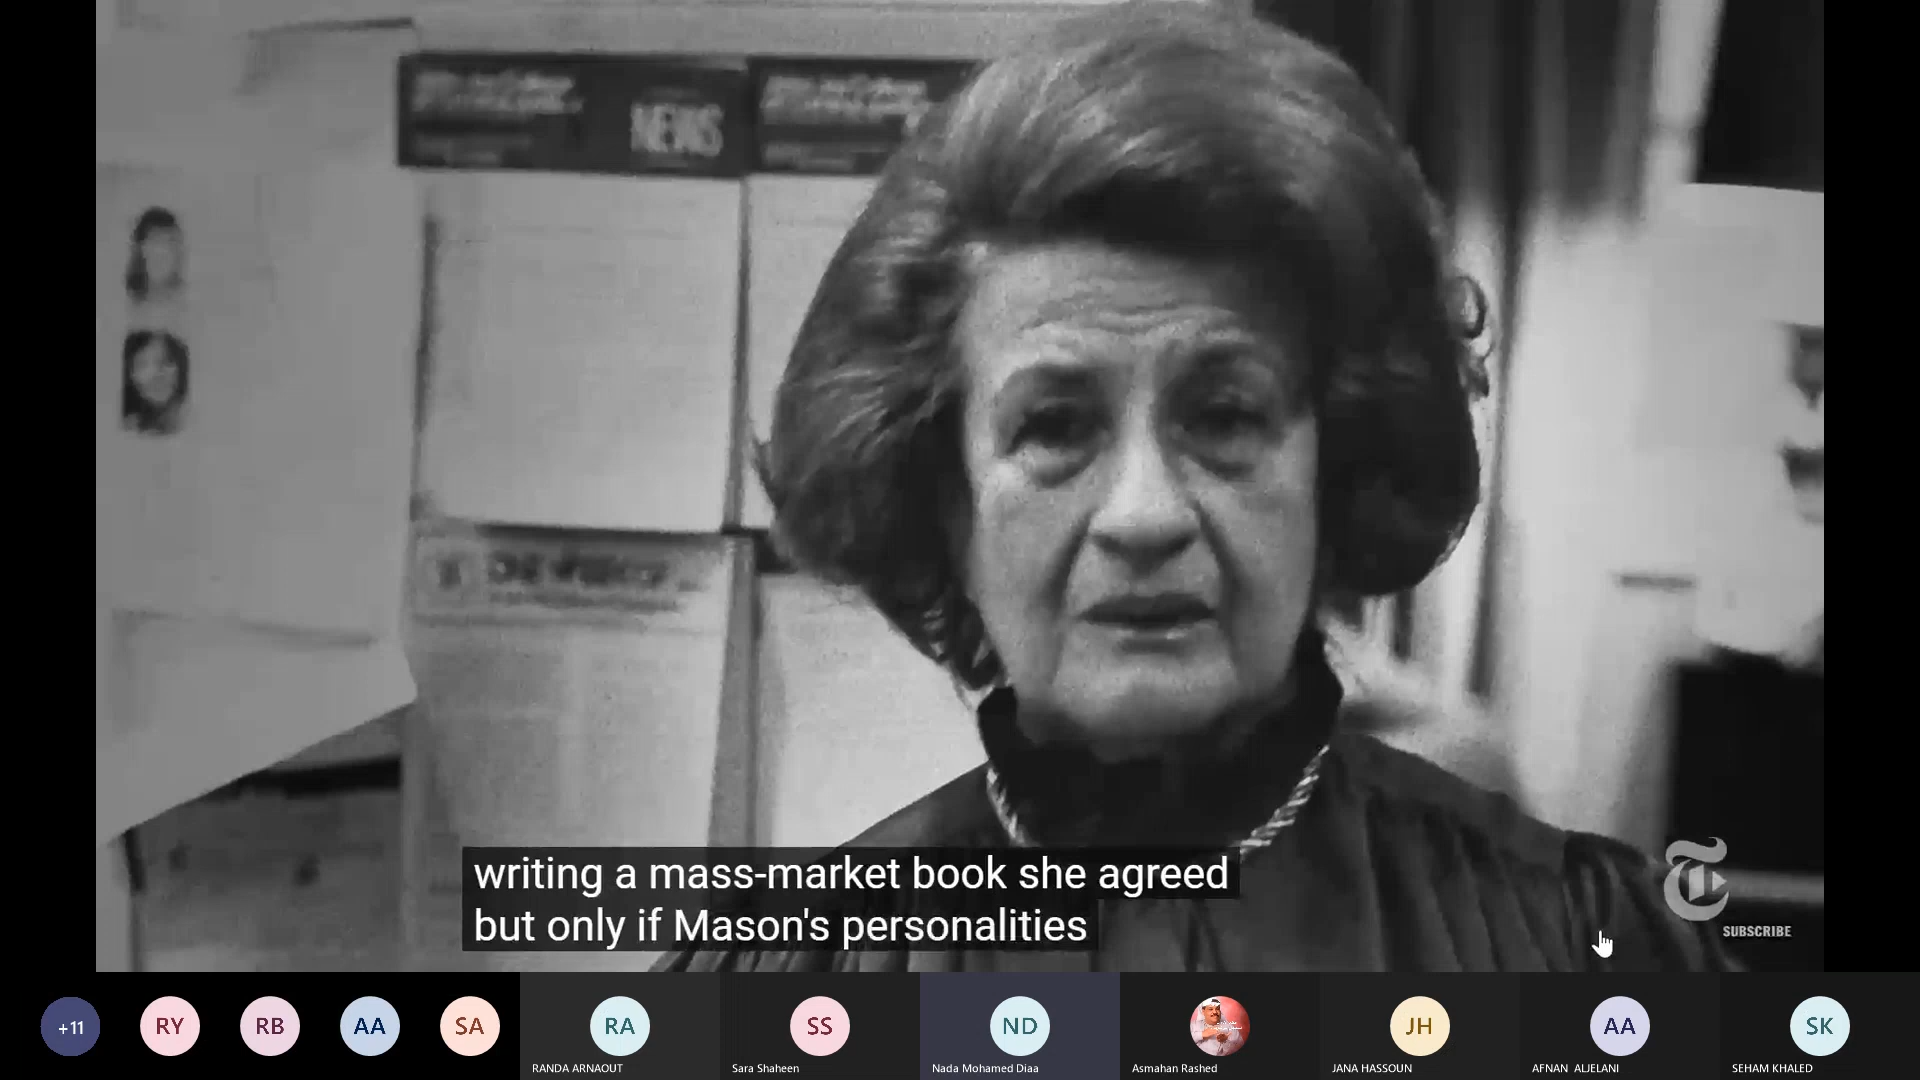 NEWS
writing a mass-market book she agreed
but only if Mason's personalities
SUBSCRIBE
+11
RY
RB
AA
SA
RA
SS
ND
JH
AA
SK
RANDA ARNAOUT
Sara Shaheen
Nada Mohamed Diaa
Asmahan Rashed
JANA HASSOUN
AFNAN ALJELANI
SEHAM KHALED